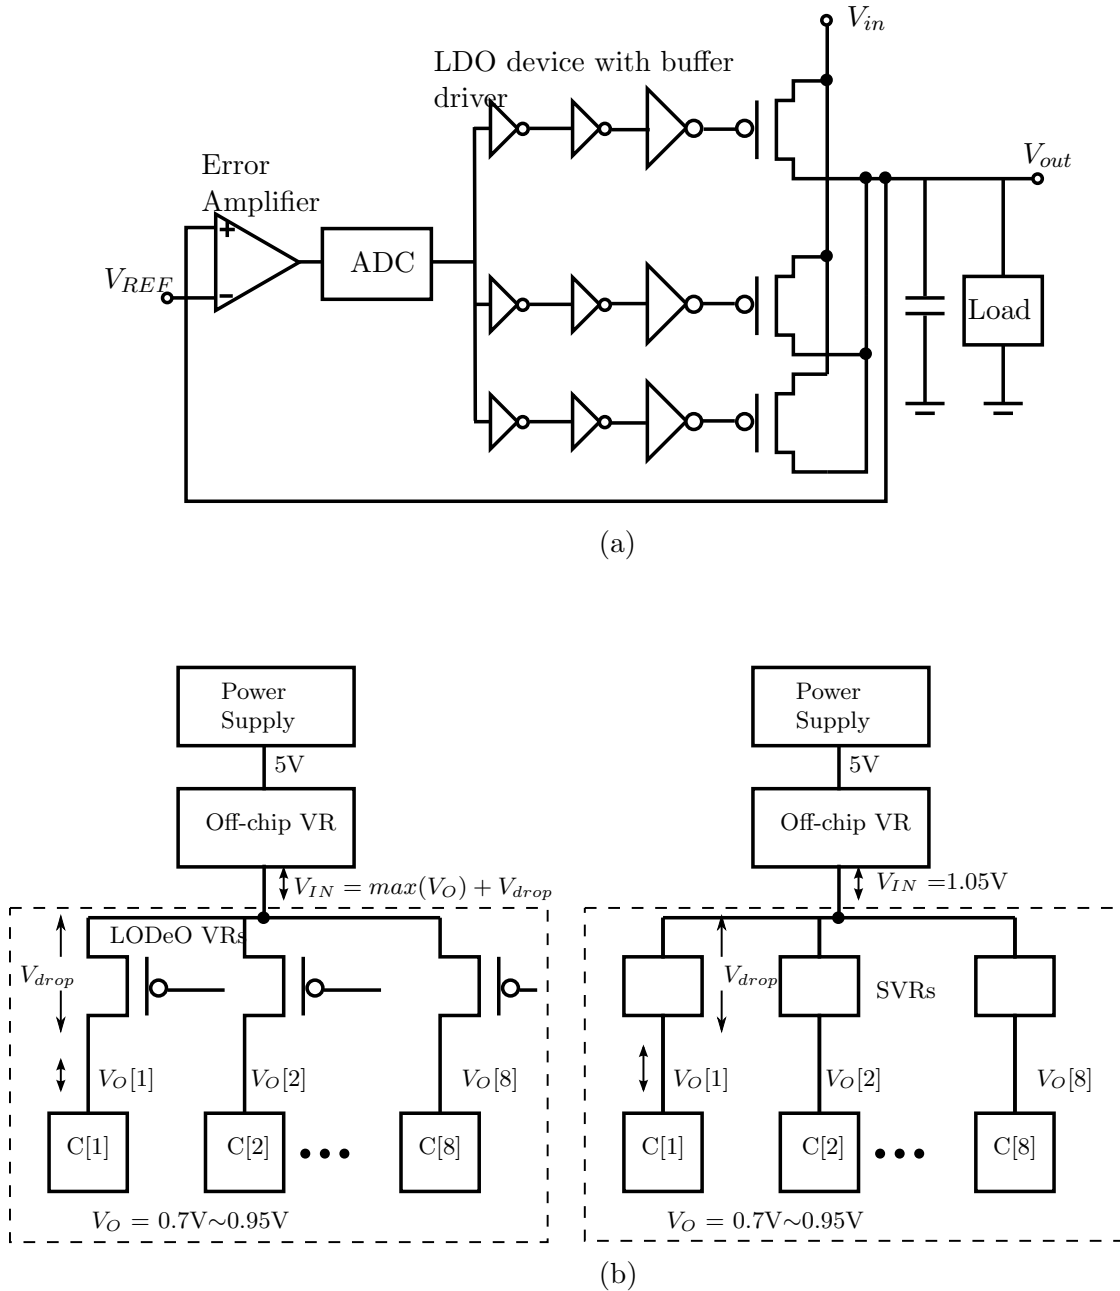 V_in
LDO device with buffer
driver
Error
Amplifier
V_out
V_REF
+
−
ADC
Load
(a)
Power
Supply
5V
Off-chip VR
V_IN = max(V_O) + V_drop
LODeO VRs
V_drop
V_O[1]
V_O[2]
V_O[8]
C[1]
C[2]
•••
C[8]
V_O = 0.7V~0.95V
Power
Supply
5V
Off-chip VR
V_IN =1.05V
V_drop
SVRs
V_O[1]
V_O[2]
V_O[8]
C[1]
C[2]
•••
C[8]
V_O = 0.7V~0.95V
(b)